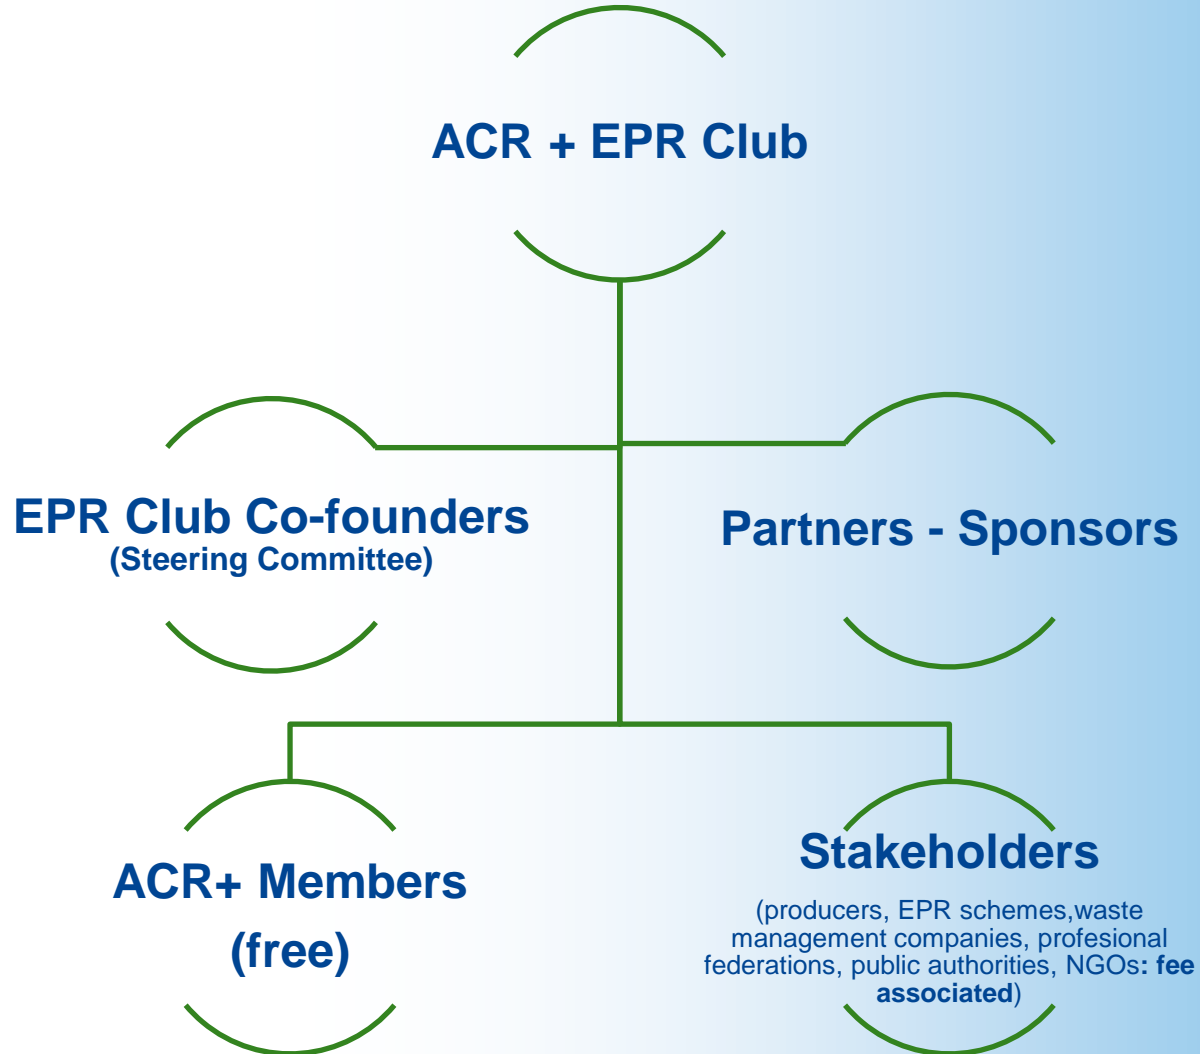 ACR + EPR Club
EPR Club Co-founders
(Steering Committee)
Partners - Sponsors
ACR+ Members
(free)
Stakeholders
(producers, EPR schemes,waste
management companies, profesional
federations, public authorities, NGOs: fee
associated)